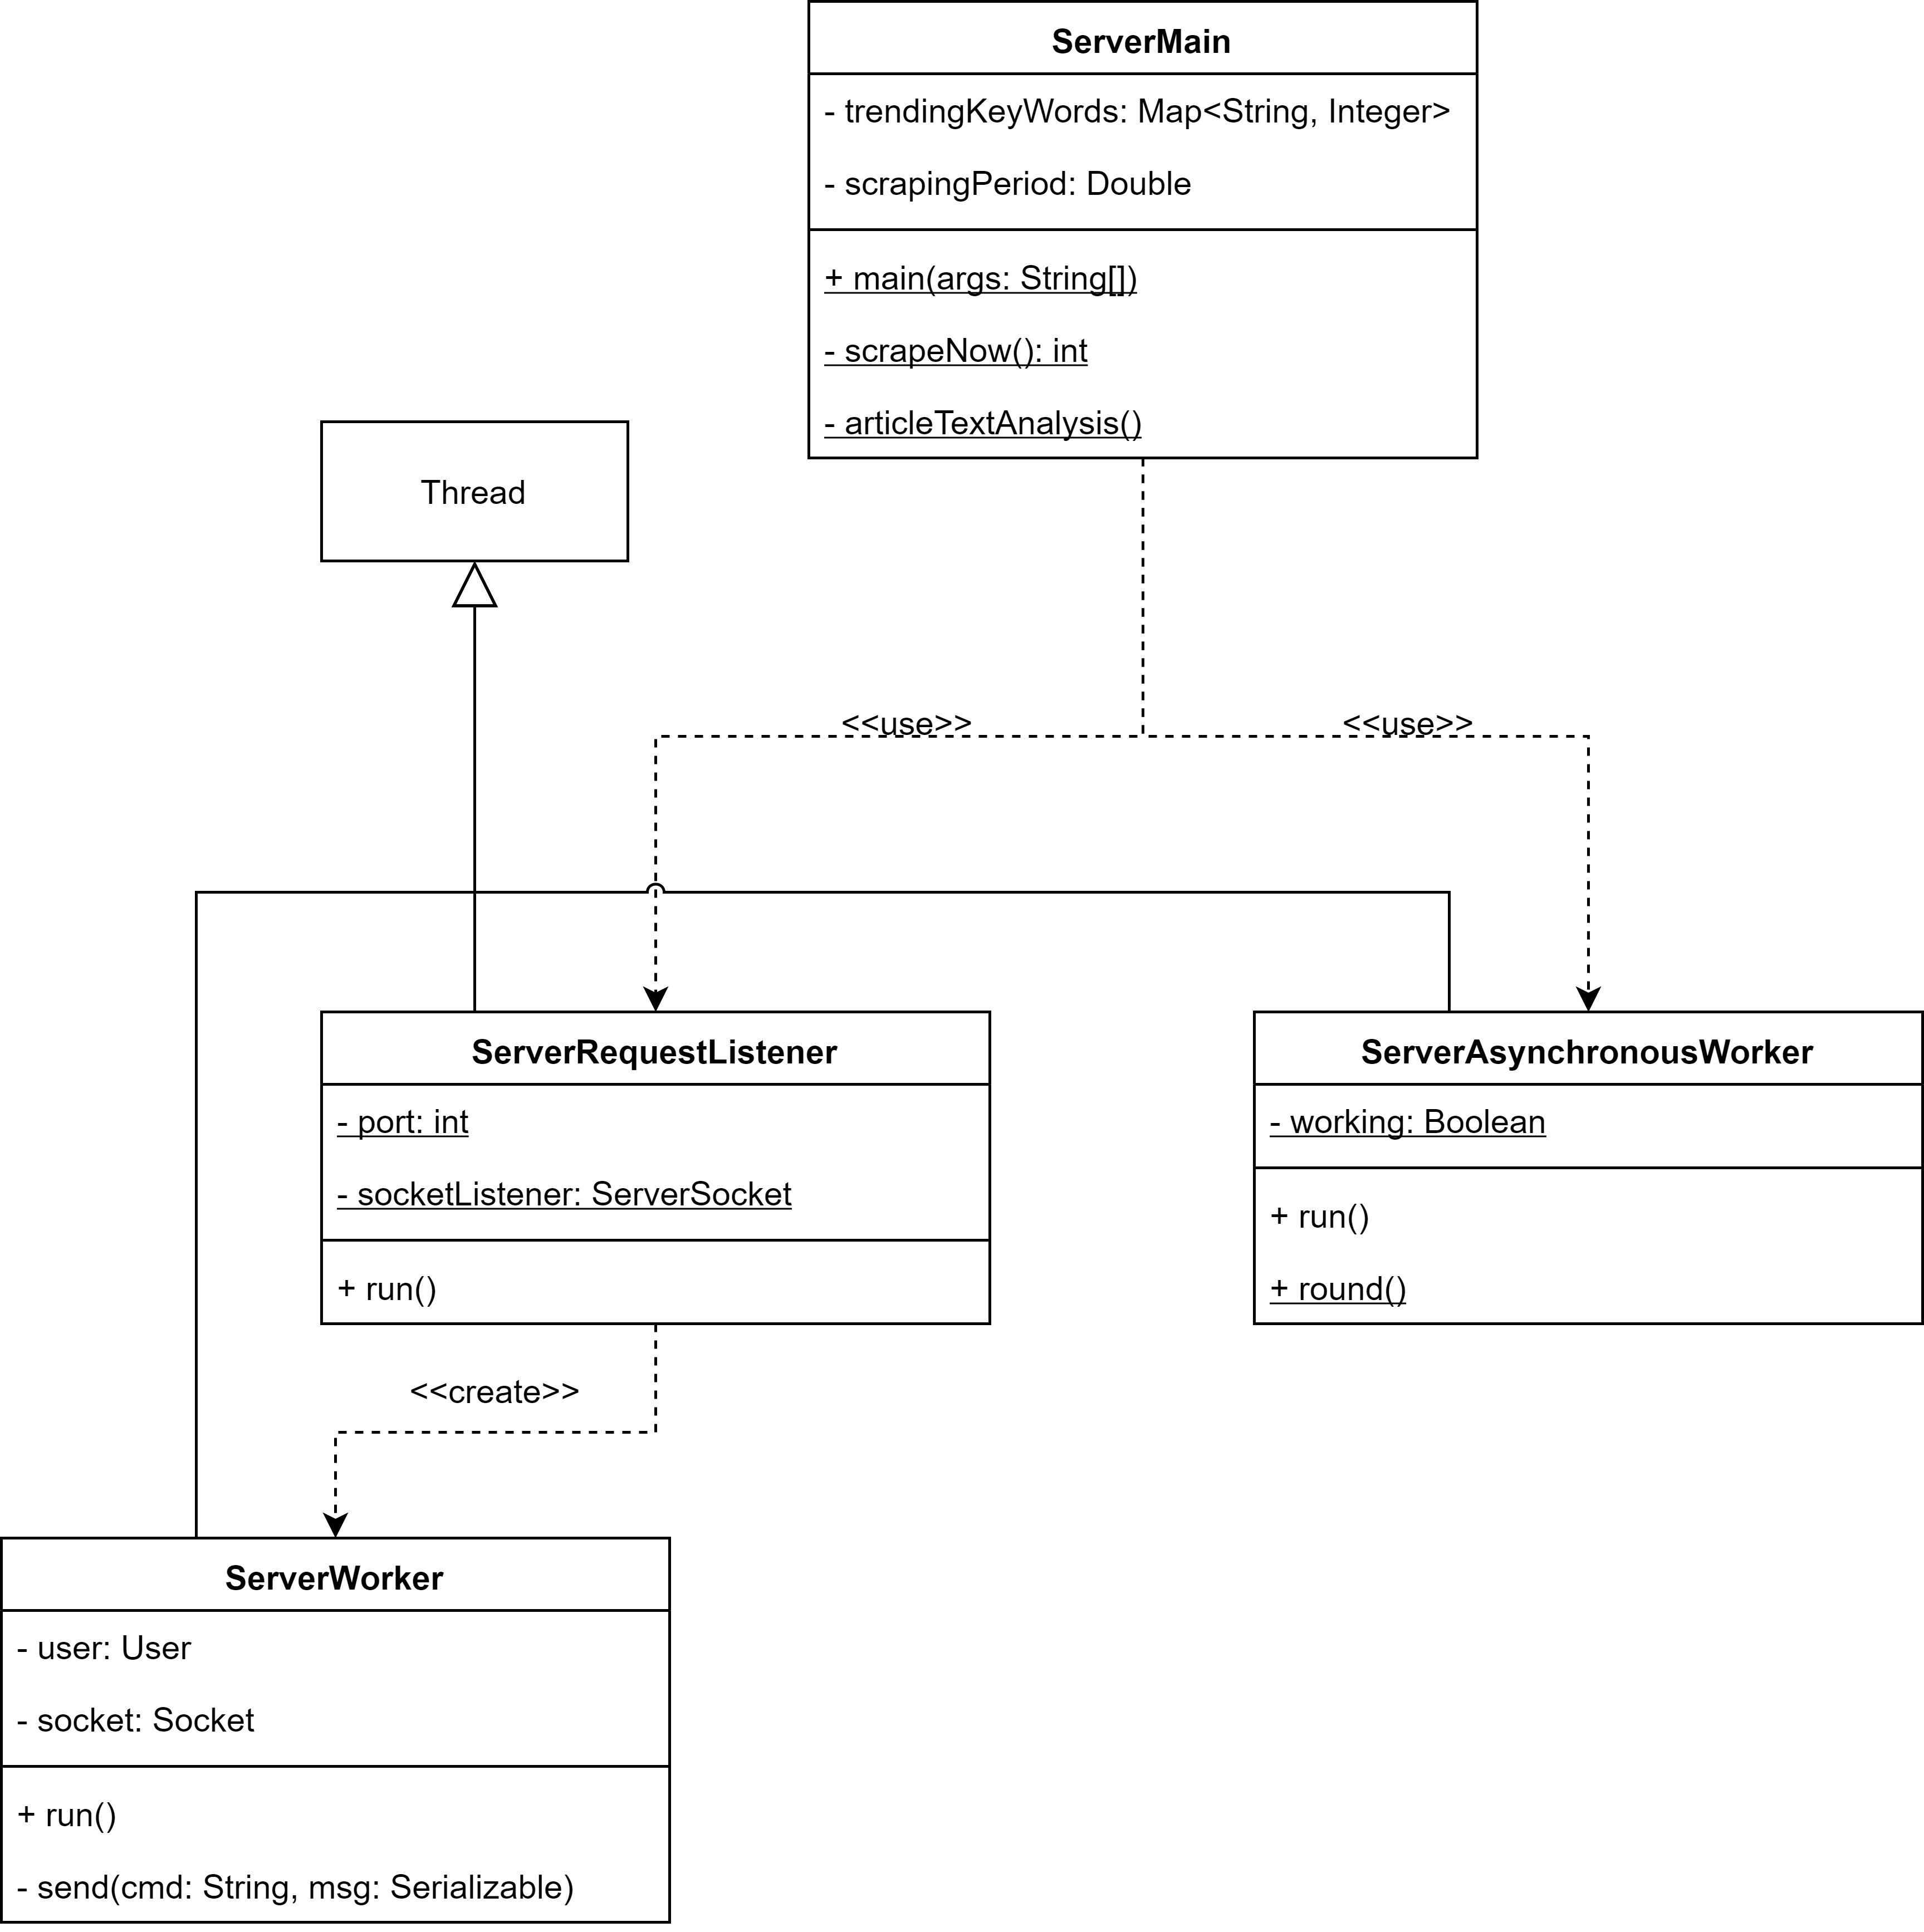 ServerMain
- trendingKeyWords: Map<String, Integer>
- scrapingPeriod: Double
+ main(args: String[])
- scrapeNow(): int
- articleTextAnalysis()
Thread
<<use>>
<<use>>
ServerRequestListener
- port: int
- socketListener: ServerSocket
+ run()
ServerAsynchronousWorker
- working: Boolean
+ run()
+ round()
<<create>>
ServerWorker
- user: User
- socket: Socket
+ run()
- send(cmd: String, msg: Serializable)